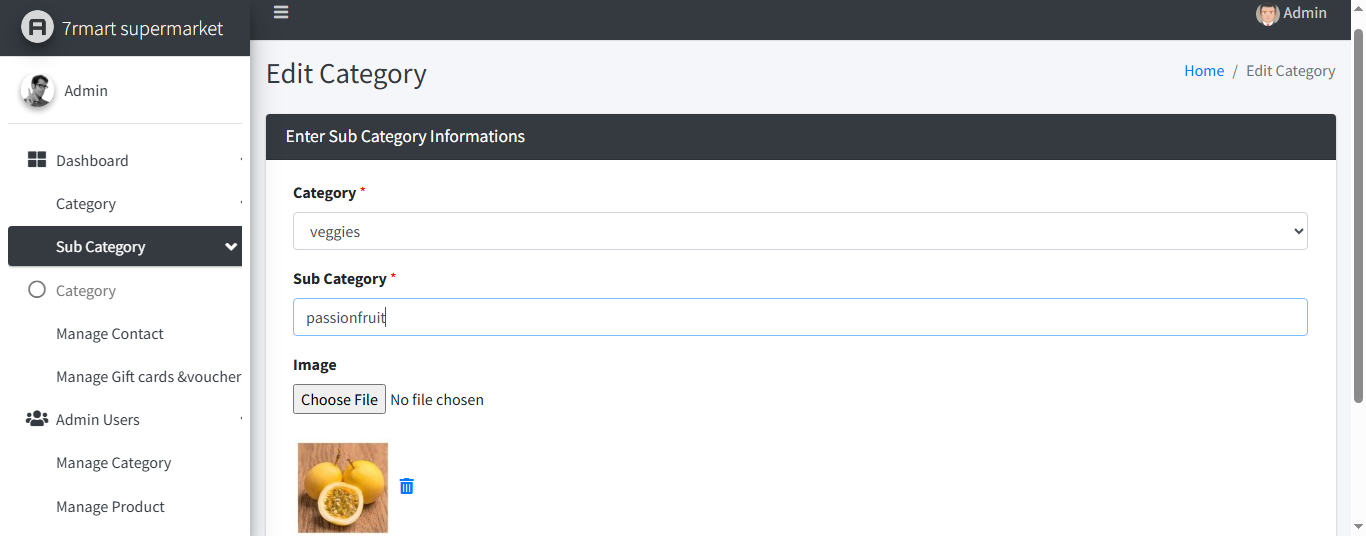 7rmart supermarket
Admin
Admin
Dashboard
Category
Sub Category
Category
Manage Contact
Manage Gift cards &voucher
Admin Users
Manage Category
Manage Product
Edit Category
Home / Edit Category
Enter Sub Category Informations
Category *
veggies
Sub Category *
passionfruit
Image
Choose File No file chosen